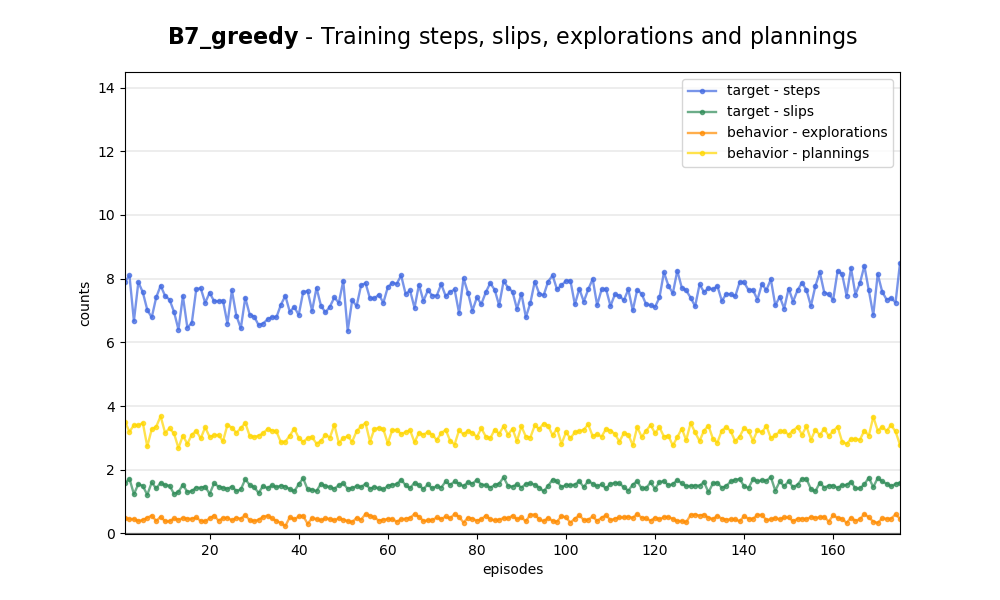 B7_greedy - Training steps, slips, explorations and plannings
target - steps
target - slips
behavior - explorations
behavior - plannings
counts
14
12
10
8
6
4
2
0
20 40 60 80 100 120 140 160
episodes